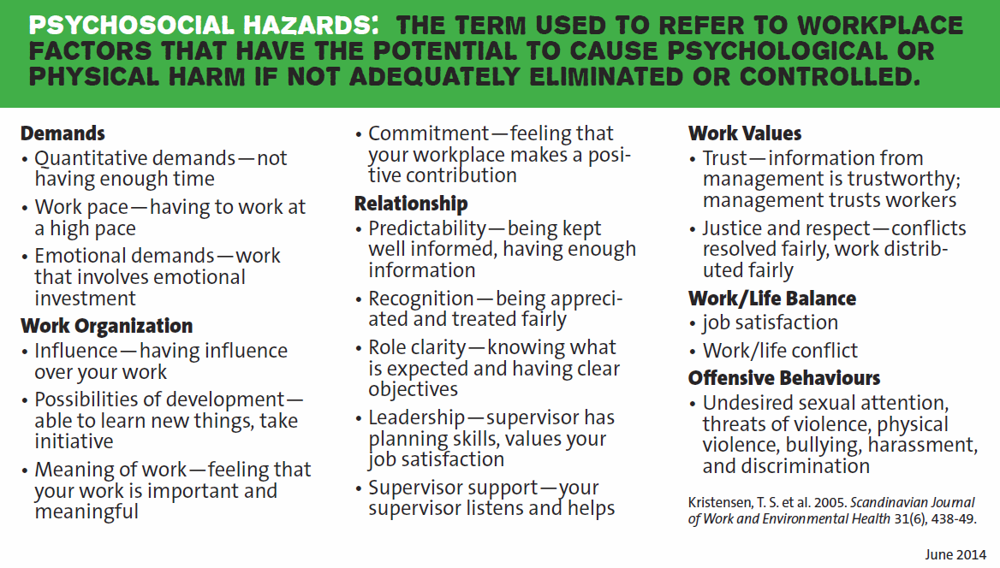 PSYCHOSOCIAL HAZARDS: THE TERM USED TO REFER TO WORKPLACE
FACTORS THAT HAVE THE POTENTIAL TO CAUSE PSYCHOLOGICAL OR
PHYSICAL HARM IF NOT ADEQUATELY ELIMINATED OR CONTROLLED.
Demands
• Quantitative demands—not
having enough time
• Work pace—having to work at
a high pace
• Emotional demands—work
that involves emotional
investment
Work Organization
• Influence—having influence
over your work
• Possibilities of development—
able to learn new things, take
initiative
• Meaning of work—feeling that
your work is important and
meaningful
• Commitment—feeling that
your workplace makes a posi-
tive contribution
Relationship
• Predictability—being kept
well informed, having enough
information
• Recognition—being appreci-
ated and treated fairly
• Role clarity—knowing what
is expected and having clear
objectives
• Leadership—supervisor has
planning skills, values your
job satisfaction
• Supervisor support—your
supervisor listens and helps
Work Values
• Trust—information from
management is trustworthy;
management trusts workers
• Justice and respect—conflicts
resolved fairly, work distrib-
uted fairly
Work/Life Balance
• job satisfaction
• Work/life conflict
Offensive Behaviours
• Undesired sexual attention,
threats of violence, physical
violence, bullying, harassment,
and discrimination
Kristensen, T. S. et al. 2005. Scandinavian Journal
of Work and Environmental Health 31(6), 438-49.
June 2014